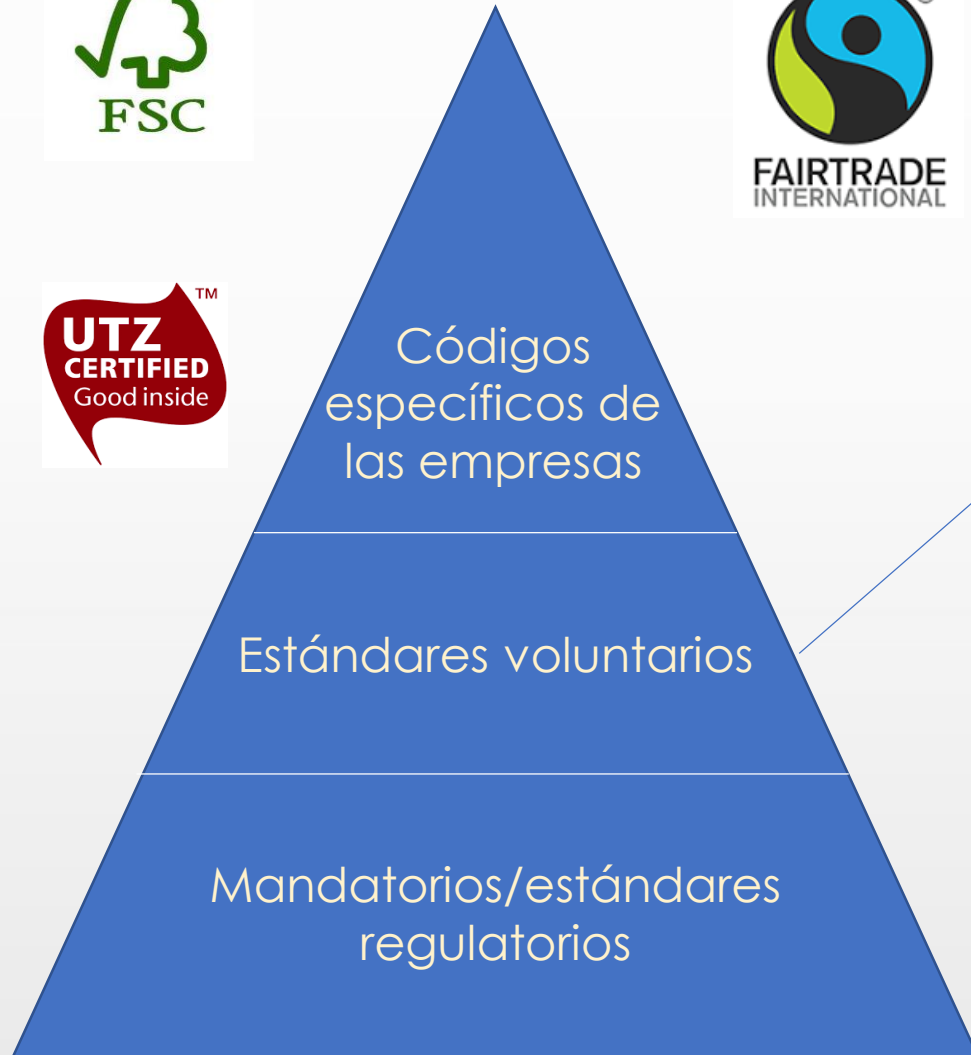 FSC
®
FAIRTRADE
INTERNATIONAL
TM
UTZ
CERTIFIED
Good inside
Códigos
específicos de
las empresas
Estándares voluntarios
Mandatorios/estándares
regulatorios